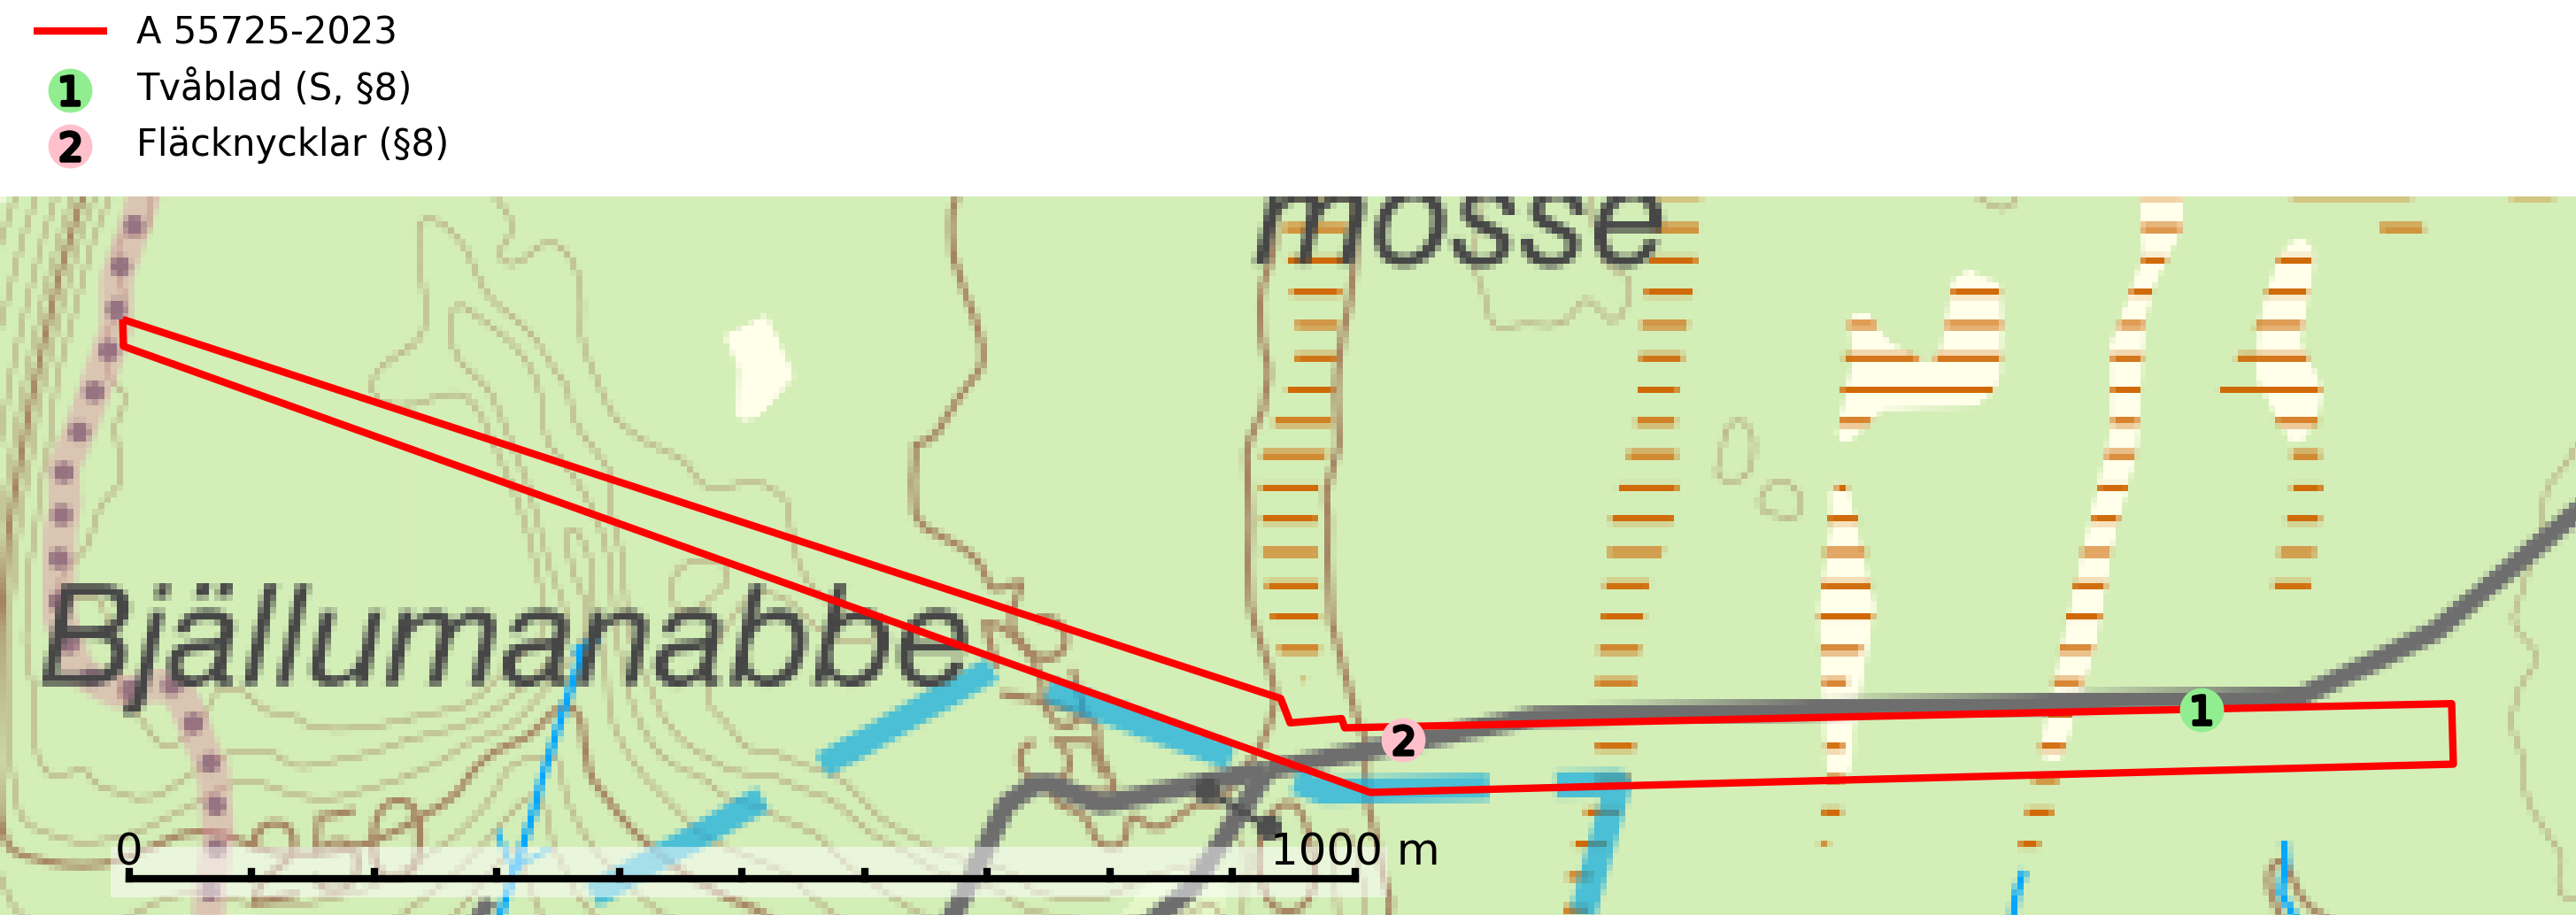 A 55725-2023
1 Tvåblad (S, §8)
2 Fläcknycklar (§8)
mosse
Bjällumanabbe
1
2
250
0 1000 m